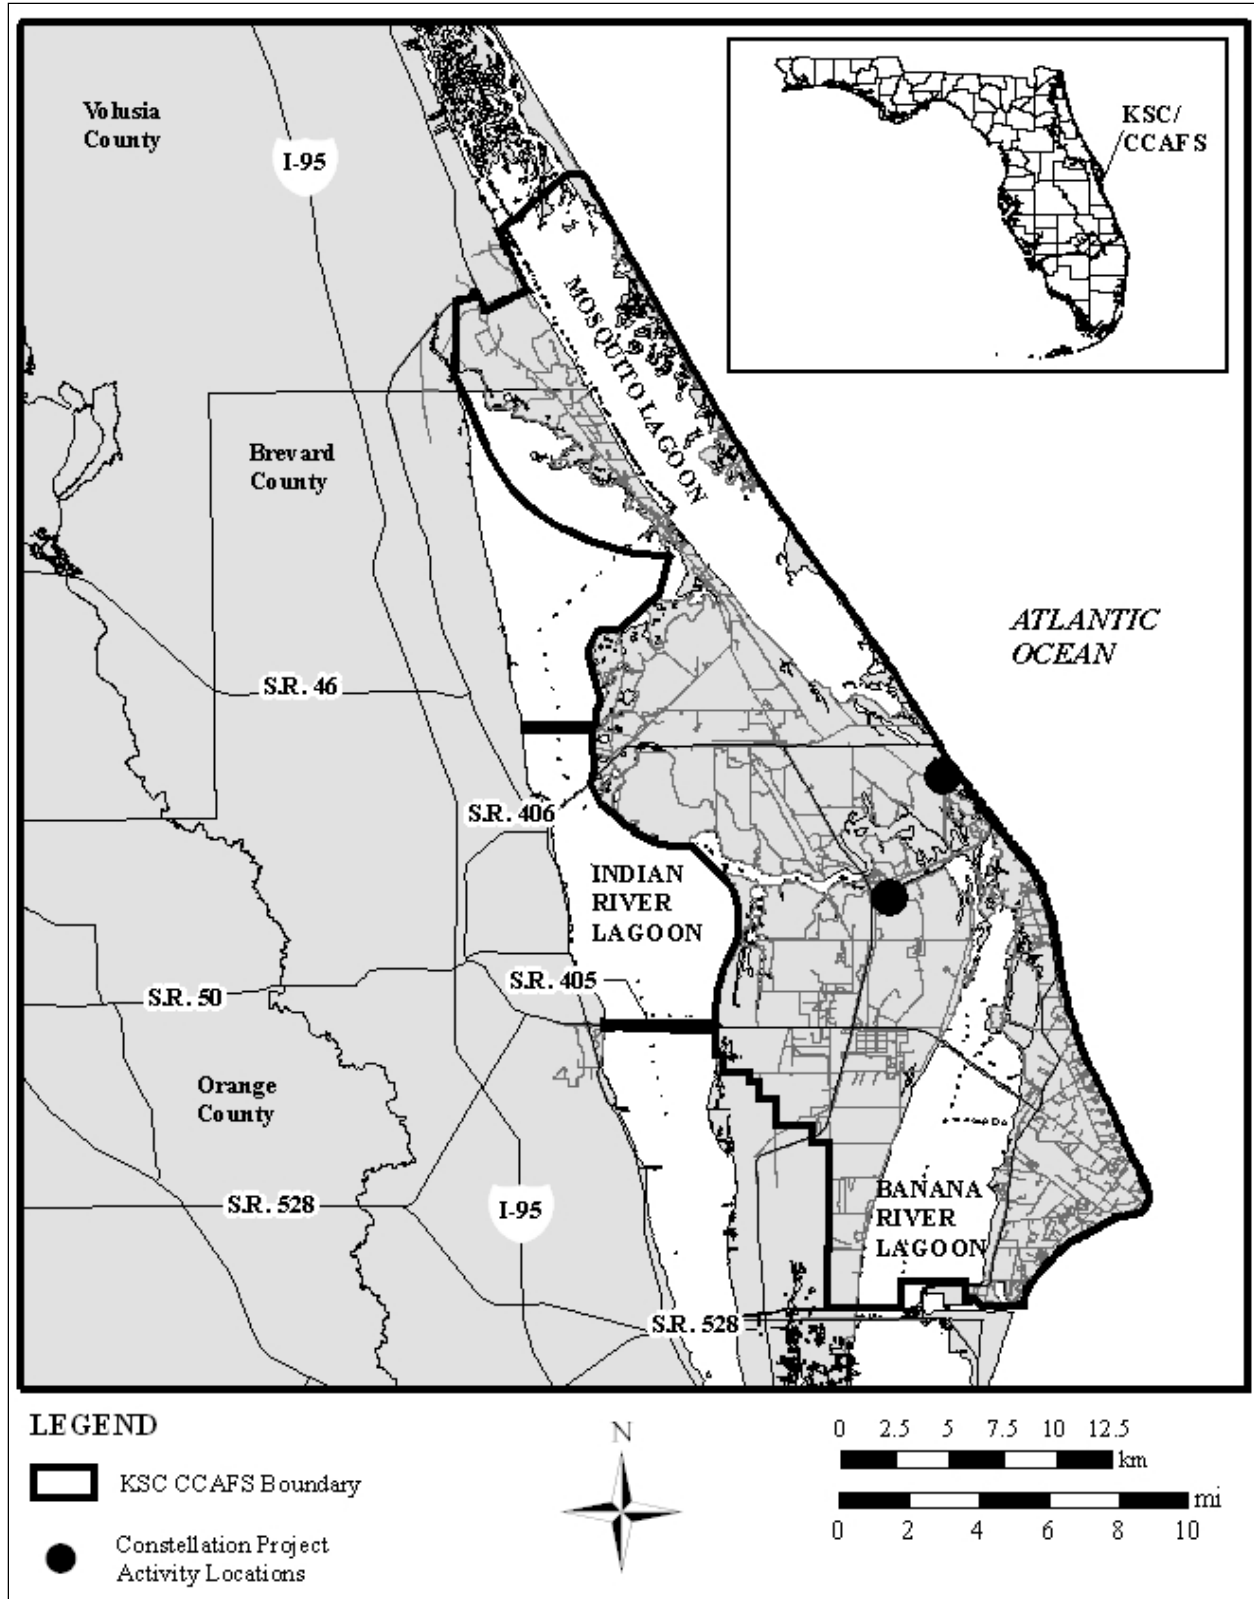 Volusia
County
I-95
KSC/
CCAFS
MOSQUITO LAGOON
Brevard
County
ATLANTIC
OCEAN
S.R. 46
S.R. 406
INDIAN
RIVER
LAGOON
S.R. 405
S.R. 50
Orange
County
S.R. 528
I-95
BANANA
RIVER
LAGOON
S.R. 528
LEGEND
KSC CCAFS Boundary
Constellation Project
Activity Locations
N
0 2.5 5 7.5 10 12.5
km
mi
0 2 4 6 8 10